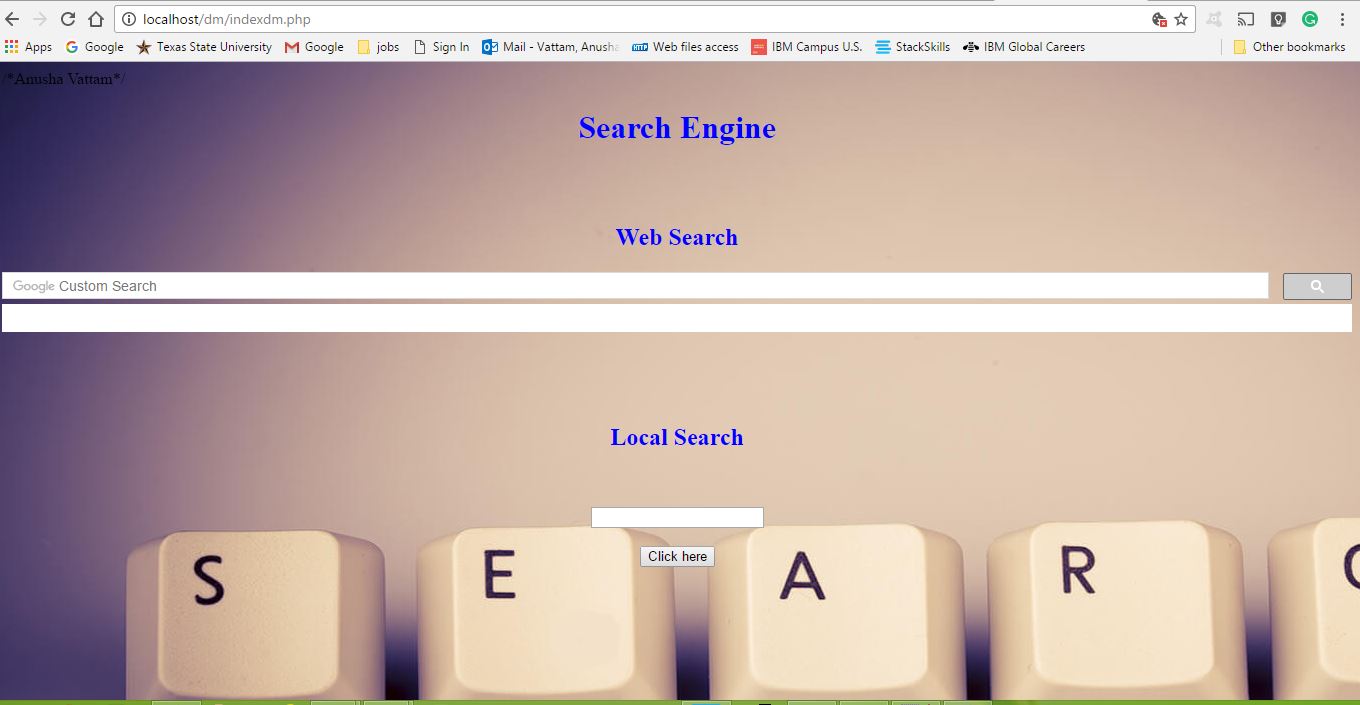 localhost/dm/indexdm.php
Apps Google Texas State University Google jobs Sign In Mail - Vattam, Anusha Web files access IBM Campus U.S. StackSkills IBM Global Careers Other bookmarks
/*Anusha Vattam*/
Search Engine
Web Search
Google Custom Search
Local Search
Click here
S E A R C